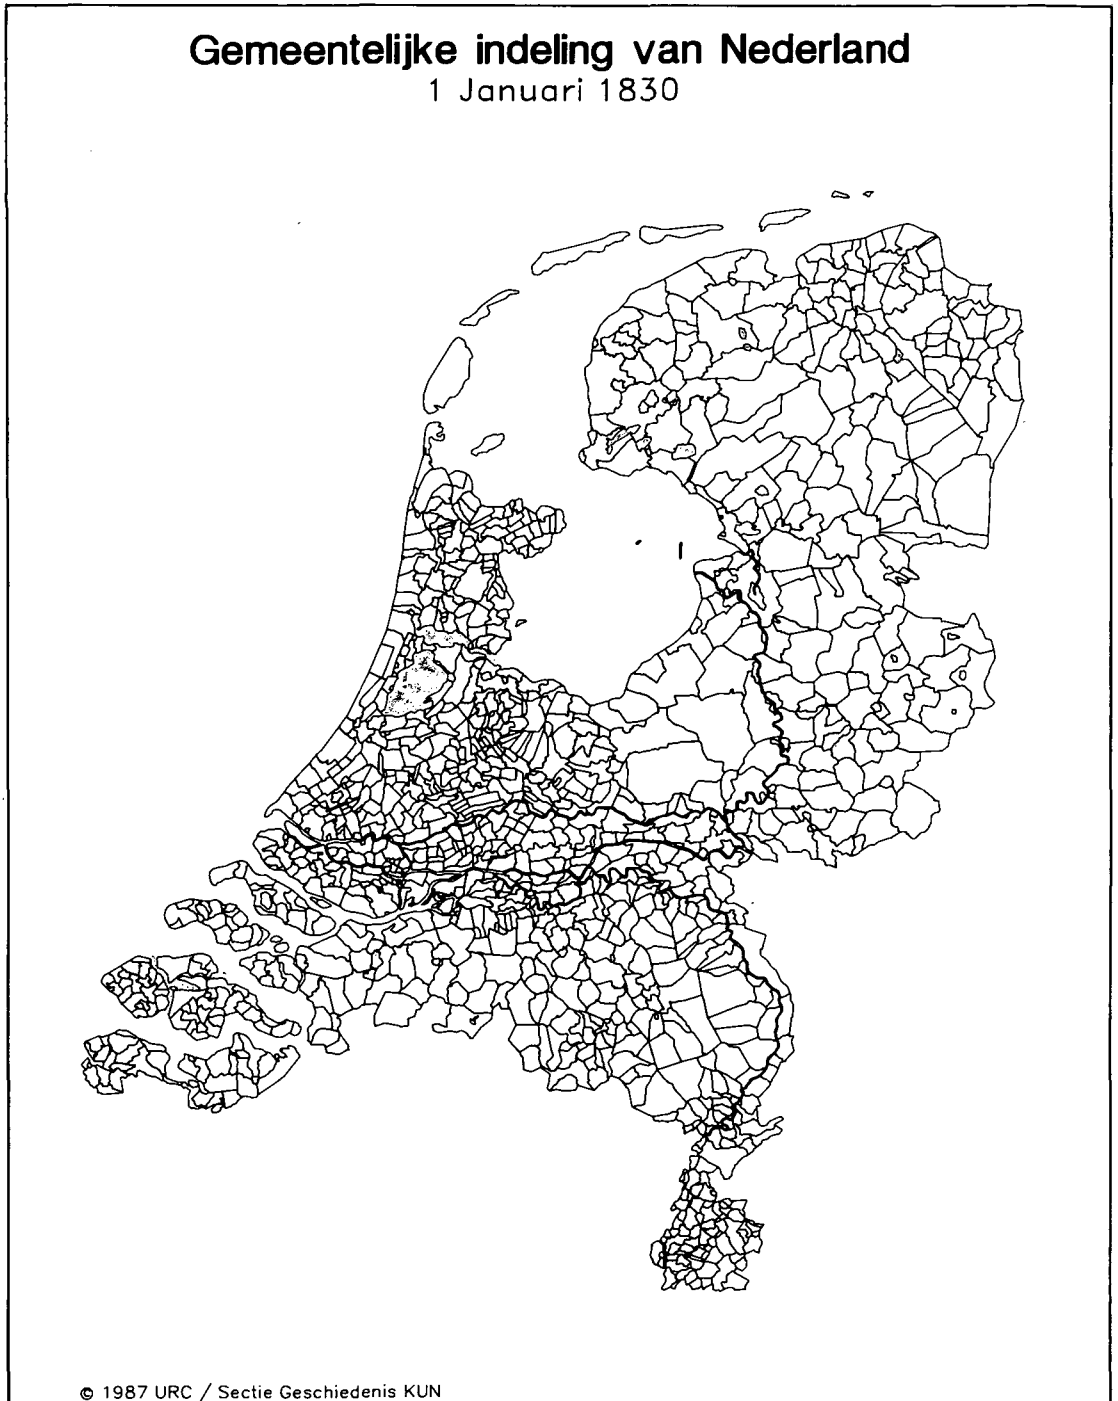 Gemeentelijke indeling van Nederland
1 Januari 1830
© 1987 URC / Sectie Geschiedenis KUN